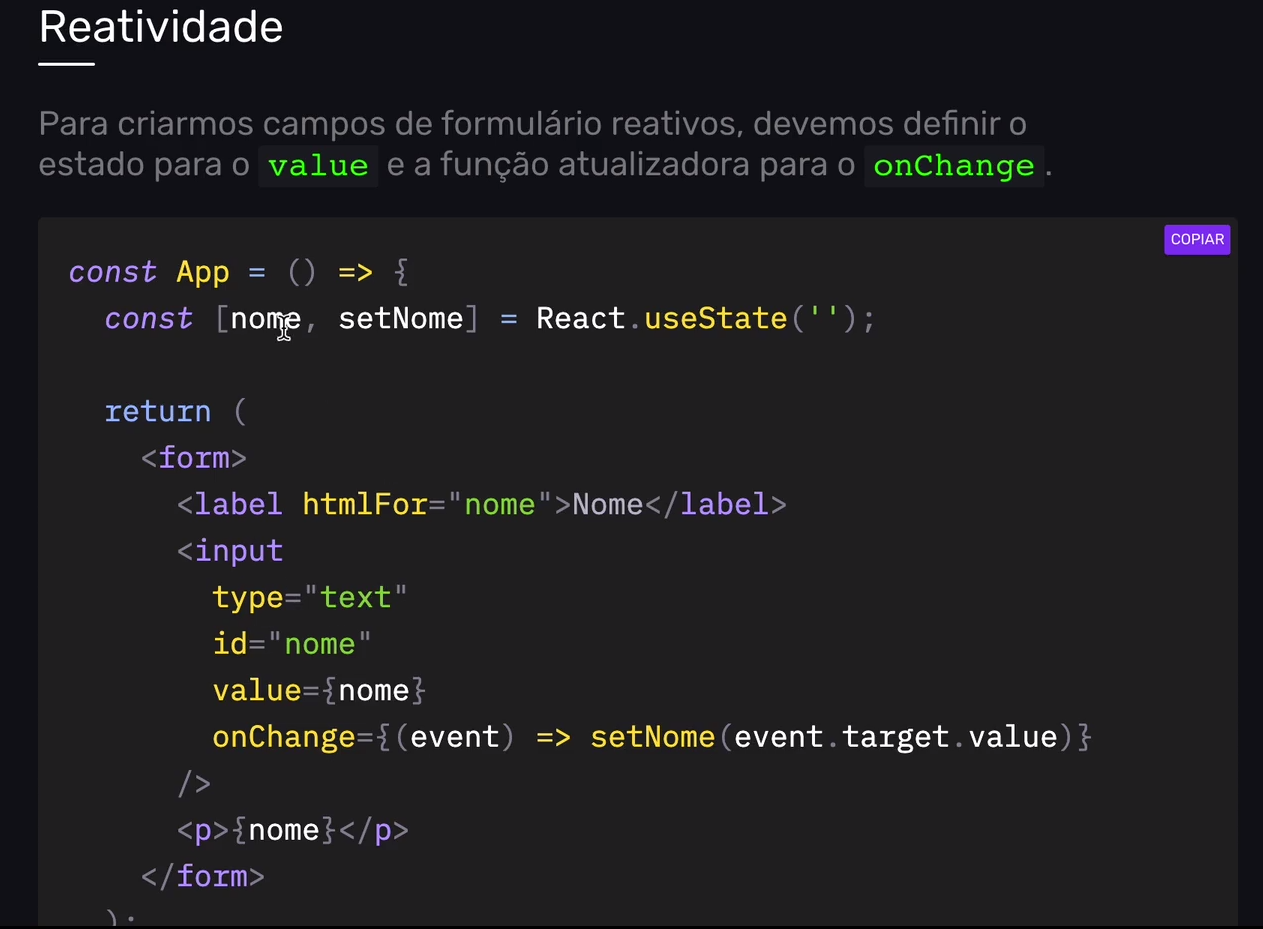 Reatividade
Para criarmos campos de formulário reativos, devemos definir o
estado para o value e a função atualizadora para o onChange.
COPIAR
const App = () => {
  const [nome, setNome] = React.useState('');
  return (
    <form>
      <label htmlFor="nome">Nome</label>
      <input
        type="text"
        id="nome"
        value={nome}
        onChange={(event) => setNome(event.target.value)}
      />
      <p>{nome}</p>
    </form>
  );